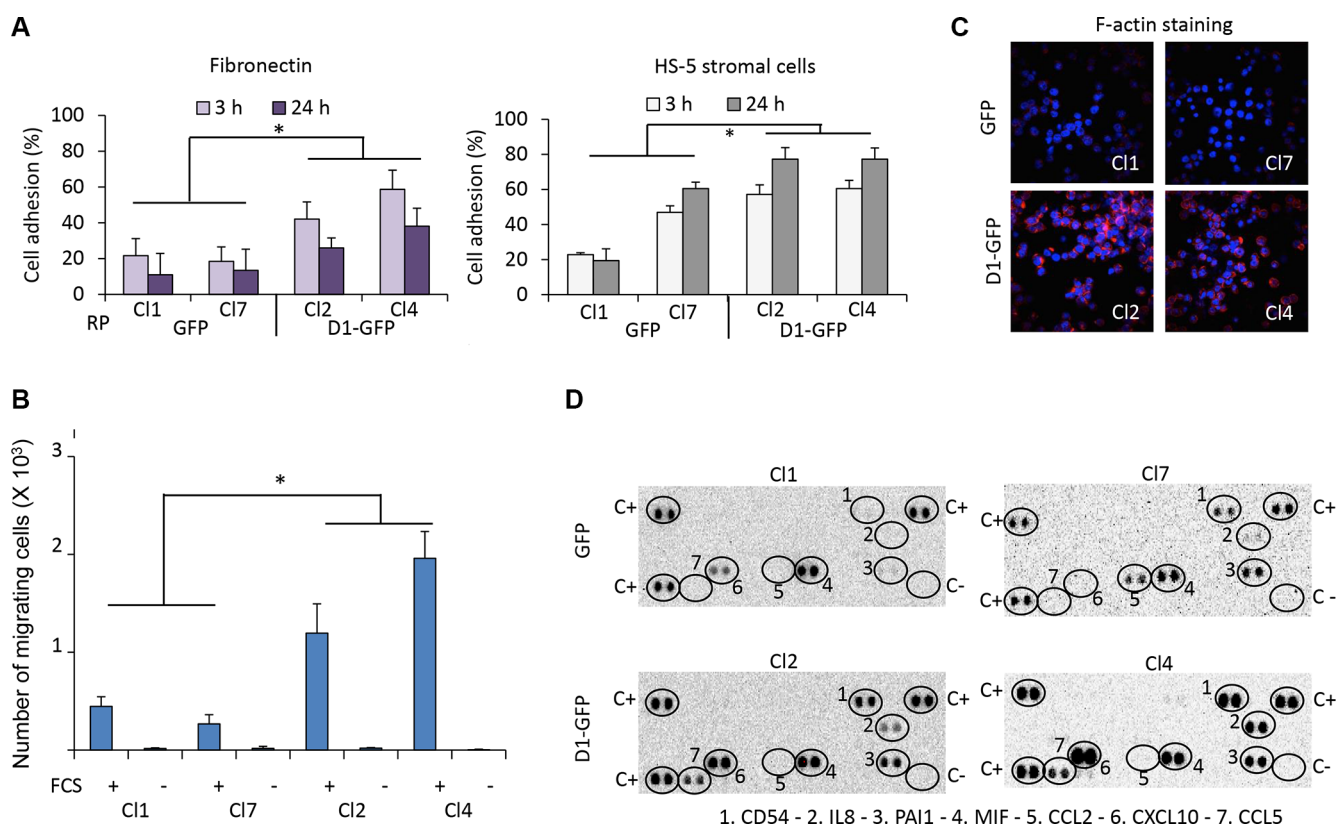 A
Fibronectin
3 h
24 h
*
Cell adhesion (%)
100
80
60
40
20
0
RP
Cl1
Cl7
Cl2
Cl4
GFP
D1-GFP
HS-5 stromal cells
3 h
24 h
*
Cell adhesion (%)
100
80
60
40
20
0
Cl1
Cl7
Cl2
Cl4
GFP
D1-GFP
C
F-actin staining
GFP
Cl1
Cl7
D1-GFP
Cl2
Cl4
B
Number of migrating cells (X 10³)
3
2
1
*
FCS + - + - + - + -
Cl1
Cl7
Cl2
Cl4
D
GFP
Cl1
C+
1
C+
2
7
3
C+
6
5
4
C-
Cl7
C+
1
C+
2
7
3
C+
6
5
4
C -
D1-GFP
Cl2
C+
1
C+
2
7
3
C+
6
5
4
C-
Cl4
C+
1
C+
2
7
3
C+
6
5
4
C-
1. CD54 - 2. IL8 - 3. PAI1 - 4. MIF - 5. CCL2 - 6. CXCL10 - 7. CCL5